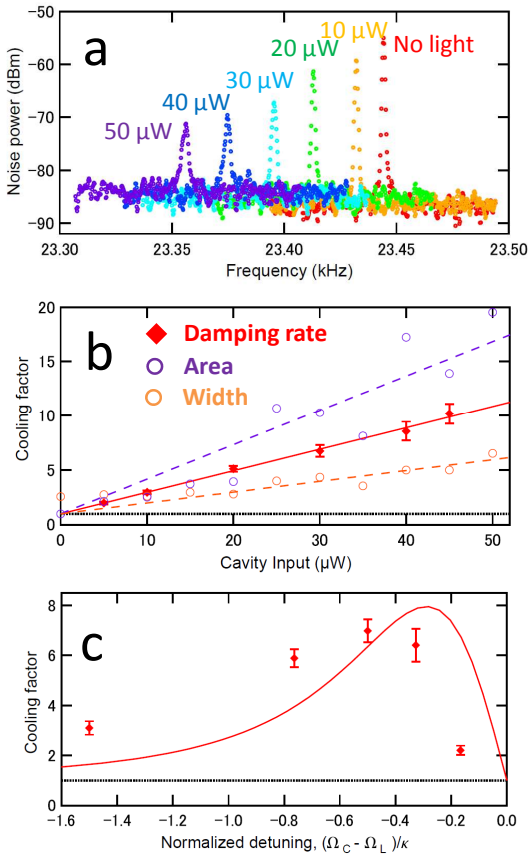 a
−50
−60
−70
−80
−90
Noise power (dBm)
10 μW
No light
20 μW
30 μW
40 μW
50 μW
23.30 23.35 23.40 23.45 23.50
Frequency (kHz)
b
20
15
10
5
0
Cooling factor
Damping rate
Area
Width
0 10 20 30 40 50
Cavity Input (μW)
c
8
6
4
2
0
Cooling factor
−1.6 −1.4 −1.2 −1.0 −0.8 −0.6 −0.4 −0.2 0.0
Normalized detuning, (Ω_C - Ω_L)/κ